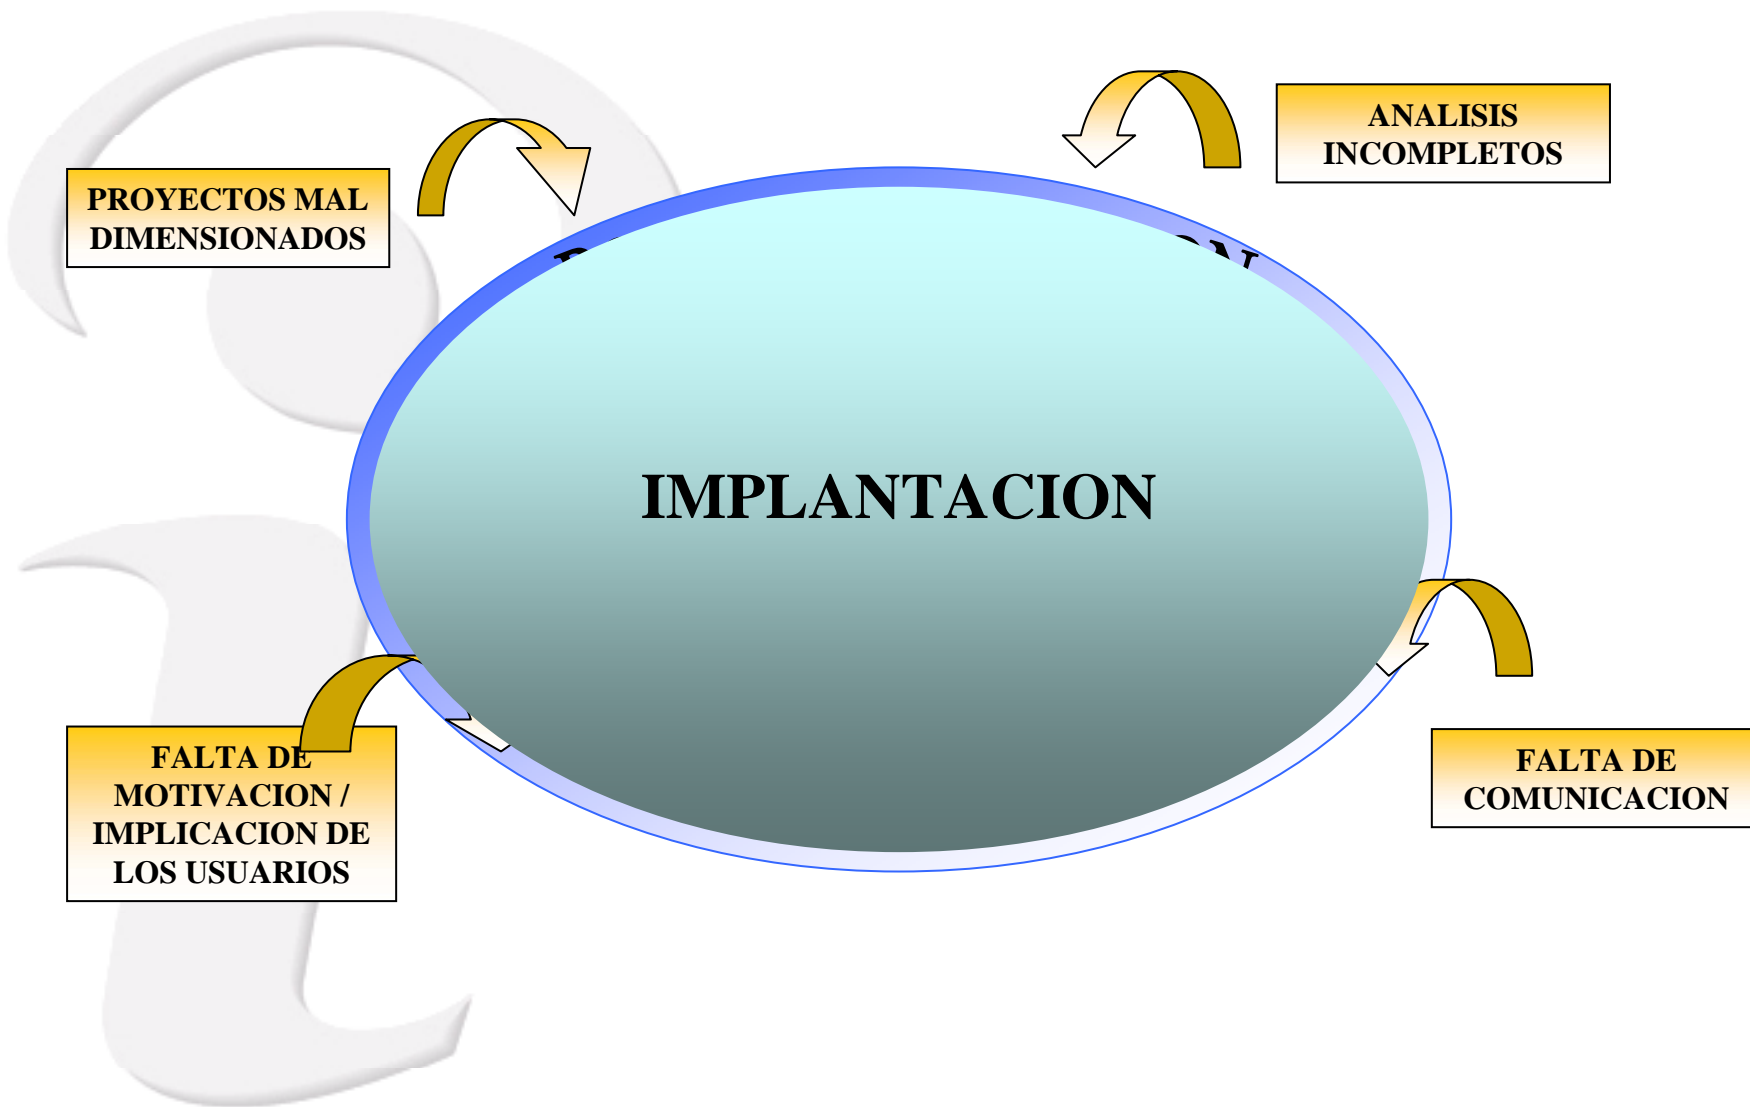 ANALISIS
INCOMPLETOS
PROYECTOS MAL
DIMENSIONADOS
IMPLANTACION
FALTA DE
MOTIVACION /
IMPLICACION DE
LOS USUARIOS
FALTA DE
COMUNICACION